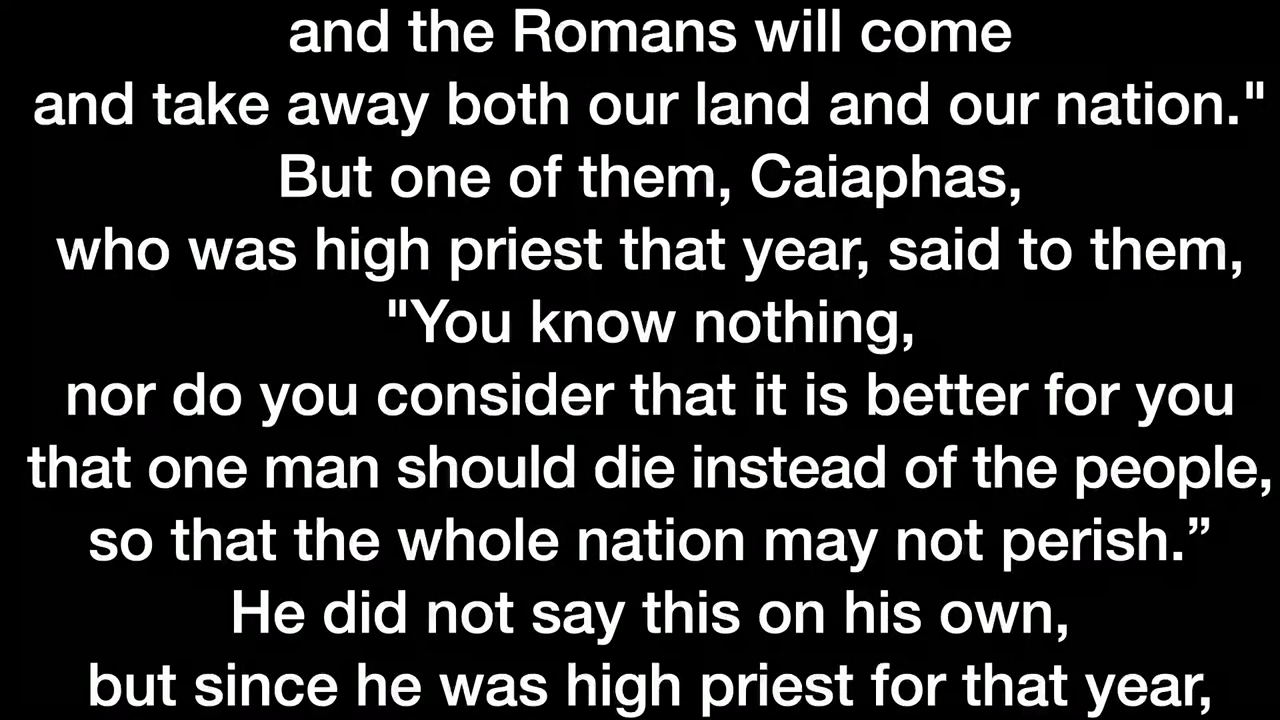 and the Romans will come
and take away both our land and our nation."
But one of them, Caiaphas,
who was high priest that year, said to them,
"You know nothing,
nor do you consider that it is better for you
that one man should die instead of the people,
so that the whole nation may not perish.”
He did not say this on his own,
but since he was high priest for that year,